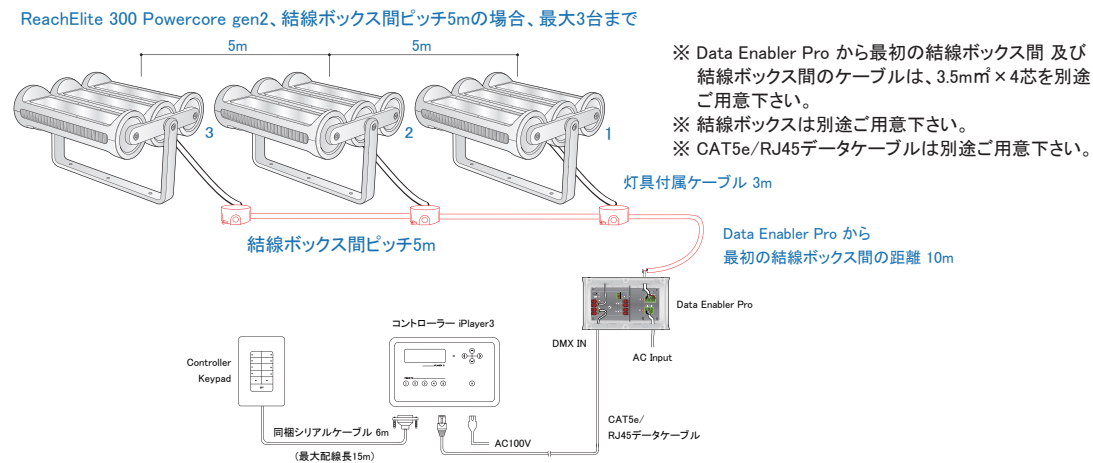 ReachElite 300 Powercore gen2、結線ボックス間ピッチ5mの場合、最大3台まで
5m
5m
※ Data Enabler Pro から最初の結線ボックス間 及び
結線ボックス間のケーブルは、3.5m㎡×4芯を別途
ご用意下さい。
※ 結線ボックスは別途ご用意下さい。
※ CAT5e/RJ45データケーブルは別途ご用意下さい。
3
2
1
灯具付属ケーブル 3m
結線ボックス間ピッチ5m
Data Enabler Pro から
最初の結線ボックス間の距離 10m
Data Enabler Pro
DMX IN
AC Input
コントローラー iPlayer3
Controller
Keypad
同梱シリアルケーブル 6m
(最大配線長15m)
AC100V
CAT5e/
RJ45データケーブル